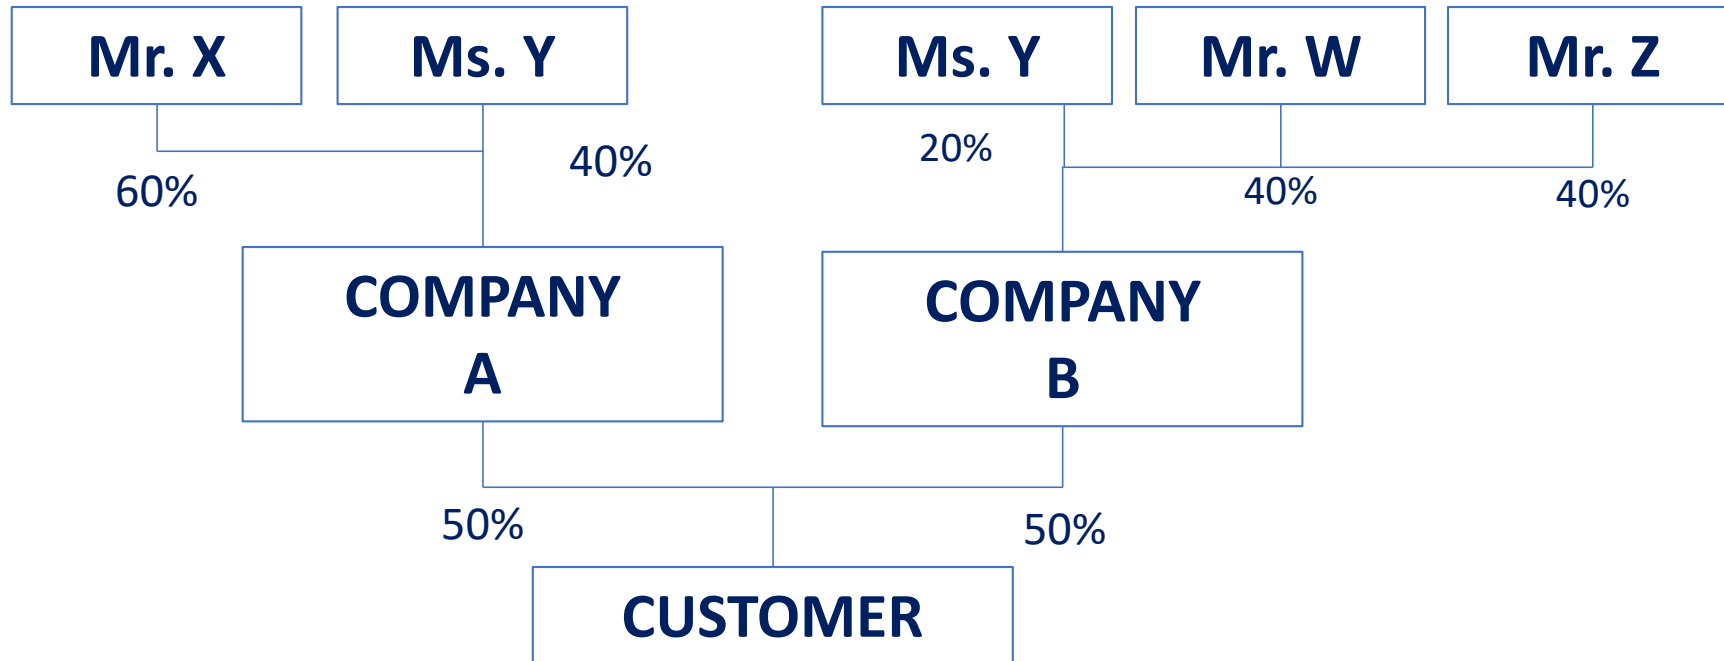 Mr. X
Ms. Y
Ms. Y
Mr. W
Mr. Z
60%
40%
20%
40%
40%
COMPANY
A
COMPANY
B
50%
50%
CUSTOMER